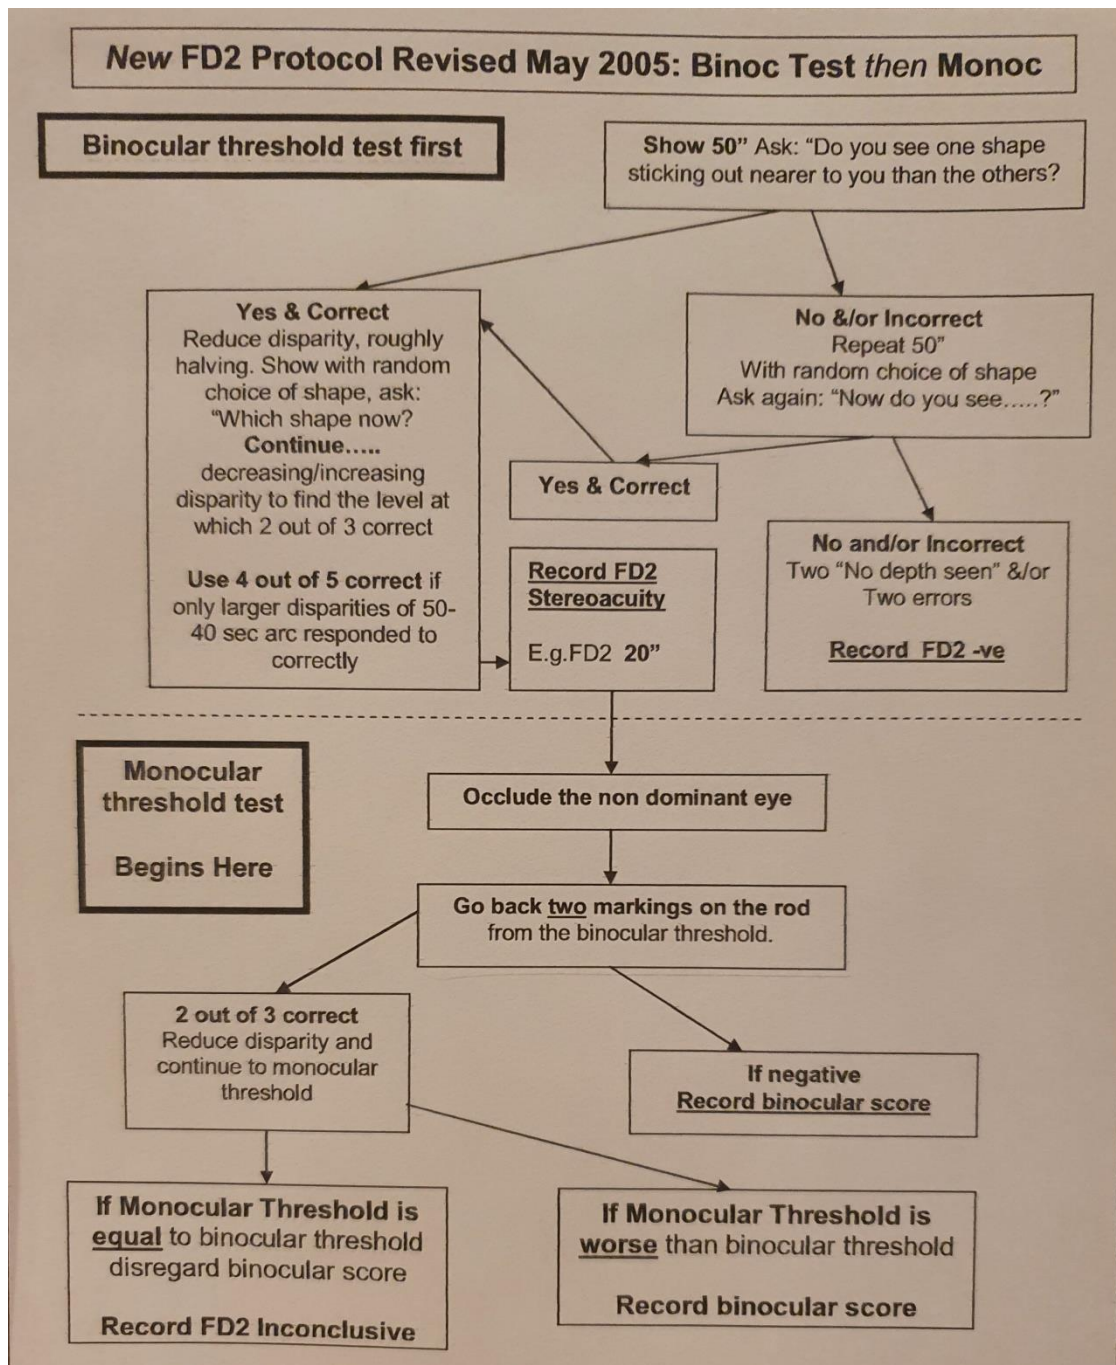 New FD2 Protocol Revised May 2005: Binoc Test then Monoc
Binocular threshold test first
Show 50” Ask: “Do you see one shape
sticking out nearer to you than the others?
Yes & Correct
Reduce disparity, roughly
halving. Show with random
choice of shape, ask:
“Which shape now?
Continue.....
decreasing/increasing
disparity to find the level at
which 2 out of 3 correct
Use 4 out of 5 correct if
only larger disparities of 50-
40 sec arc responded to
correctly
No &/or Incorrect
Repeat 50”
With random choice of shape
Ask again: “Now do you see.....?”
Yes & Correct
No and/or Incorrect
Two “No depth seen” &/or
Two errors
Record FD2 -ve
Record FD2
Stereoacuity
E.g.FD2 20”
Monocular
threshold test
Begins Here
Occlude the non dominant eye
Go back two markings on the rod
from the binocular threshold.
2 out of 3 correct
Reduce disparity and
continue to monocular
threshold
If negative
Record binocular score
If Monocular Threshold is
equal to binocular threshold
disregard binocular score
Record FD2 Inconclusive
If Monocular Threshold is
worse than binocular threshold
Record binocular score